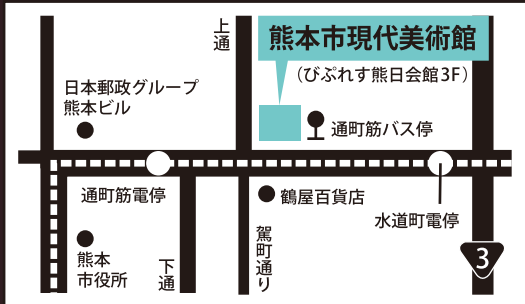 上通
熊本市現代美術館
(びぷれす熊日会館3F)
日本郵政グループ
熊本ビル
通町筋バス停
通町筋電停
鶴屋百貨店
水道町電停
熊本
市役所
下通
駕町通り
3